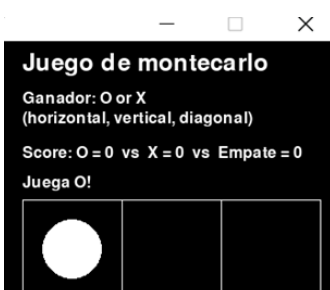 Juego de montecarlo
Ganador: O or X
(horizontal, vertical, diagonal)
Score: O = 0 vs X = 0 vs Empate = 0
Juega O!